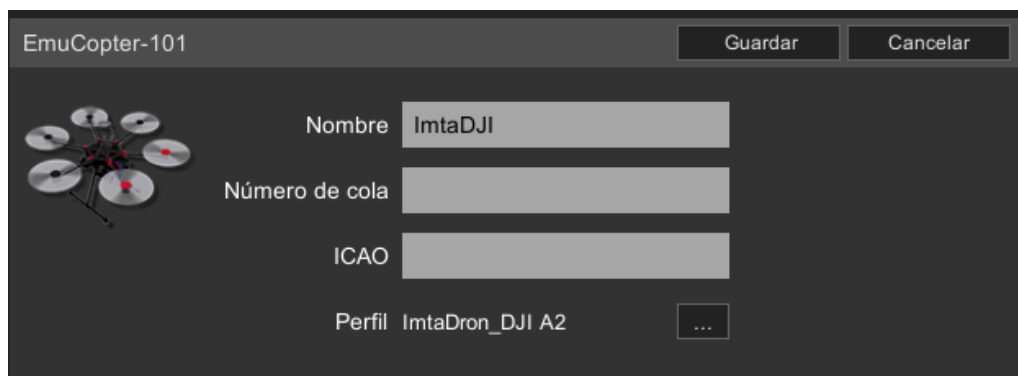 EmuCopter-101 Guardar Cancelar
Nombre ImtaDJI
Número de cola
ICAO
Perfil ImtaDron_DJI A2 ...